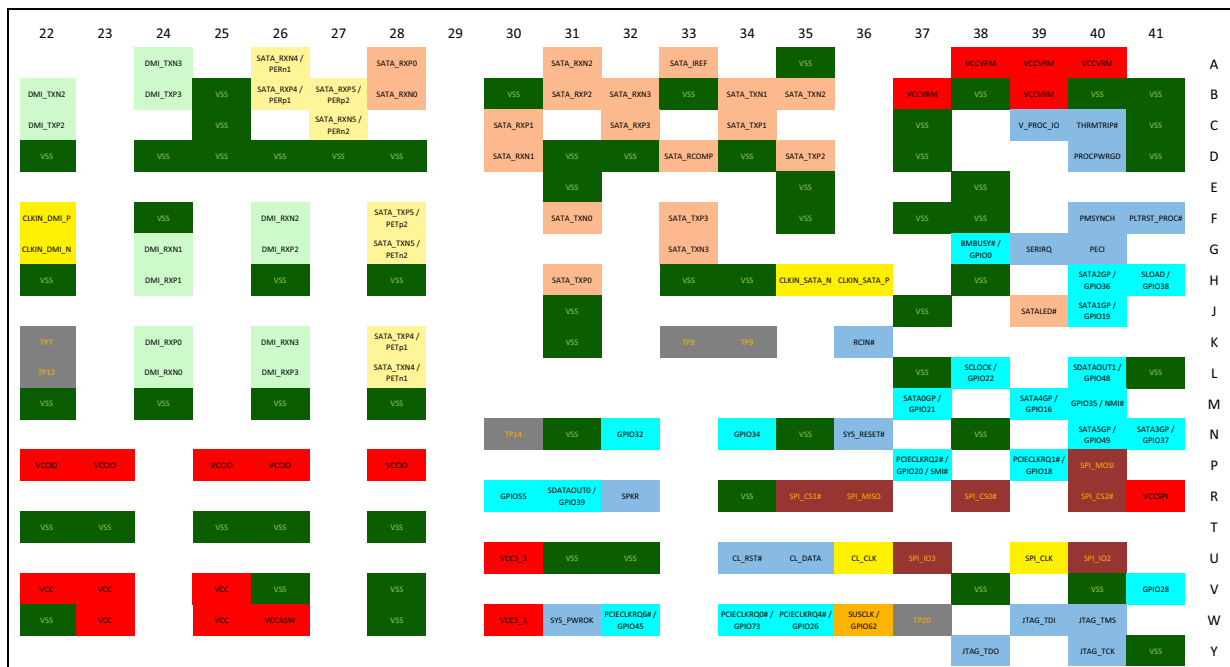 22 23 24 25 26 27 28 29 30 31 32 33 34 35 36 37 38 39 40 41
DMI_TXN3 SATA_RXN4 / PERn1 SATA_RXP0 SATA_RXN2 SATA_IREF VSS VCCVRM VCCVRM VCCVRM A
DMI_TXN2 DMI_TXP3 VSS SATA_RXP4 / PERp1 SATA_RXP5 / PERp2 SATA_RXN0 VSS SATA_RXP2 SATA_RXN3 VSS SATA_TXN1 SATA_TXN2 VCCVRM VSS VCCVRM VSS VSS B
DMI_TXP2 VSS SATA_RXN5 / PERn2 SATA_RXP1 SATA_RXP3 SATA_TXP1 VSS V_PROC_IO THRMTRIP# VSS C
VSS VSS VSS VSS VSS VSS SATA_RXN1 VSS VSS SATA_RCOMP VSS SATA_TXP2 VSS PROCPWRGD VSS D
VSS VSS VSS E
CLKIN_DMI_P VSS DMI_RXN2 SATA_TXP5 / PETp2 SATA_TXN0 SATA_TXP3 VSS VSS VSS PMSYNCH PLTRST_PROC# F
CLKIN_DMI_N DMI_RXN1 DMI_RXP2 SATA_TXN5 / PETn2 SATA_TXN3 BMBUSY# / GPIO0 SERIRQ PECI G
VSS DMI_RXP1 VSS VSS SATA_TXP0 VSS VSS CLKIN_SATA_N CLKIN_SATA_P VSS SATA2GP / GPIO36 SLOAD / GPIO38 H
VSS VSS SATALED# SATA1GP / GPIO19 J
TP7 DMI_RXP0 DMI_RXN3 SATA_TXP4 / PETp1 VSS TP8 TP9 RCIN# K
TP12 DMI_RXN0 DMI_RXP3 SATA_TXN4 / PETn1 VSS SCLOCK / GPIO22 SDATAOUT1 / GPIO48 VSS L
VSS VSS VSS VSS SATA0GP / GPIO21 SATA4GP / GPIO16 GPIO35 / NMI# M
TP14 VSS GPIO32 GPIO34 VSS SYS_RESET# VSS SATA5GP / GPIO49 SATA3GP / GPIO37 N
VCCIO VCCIO VCCIO VCCIO VCCIO PCIECLKRQ2# / GPIO20 / SMI# PCIECLKRQ1# / GPIO18 SPI_MOSI P
GPIO55 SDATAOUT0 / GPIO39 SPKR VSS SPI_CS1# SPI_MISO SPI_CS0# SPI_CS2# VCCSPI R
VSS VSS VSS VSS VSS T
VCC3_3 VSS VSS CL_RST# CL_DATA CL_CLK SPI_IO3 SPI_CLK SPI_IO2 U
VCC VCC VCC VSS VSS VSS VSS GPIO28 V
VSS VCC VCC VCCASW VSS VCC3_3 SYS_PWROK PCIECLKRQ6# / GPIO45 PCIECLKRQ0# / GPIO73 PCIECLKRQ4# / GPIO26 SUSCLK / GPIO62 TP20 JTAG_TDI JTAG_TMS W
JTAG_TDO JTAG_TCK VSS Y